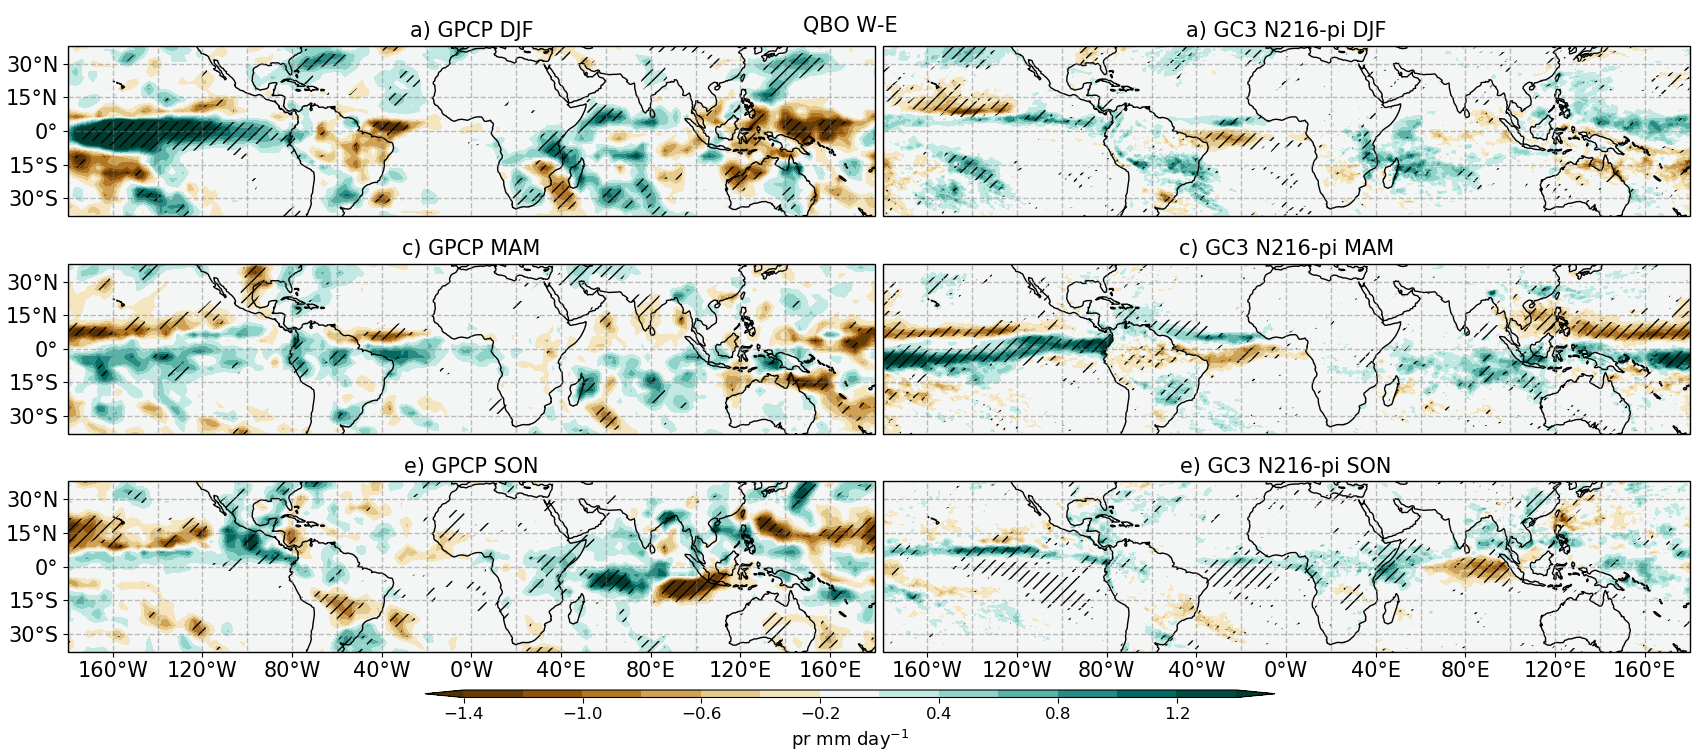 QBO W-E
a) GPCP DJF
a) GC3 N216-pi DJF
30°N
15°N
0°
15°S
30°S
c) GPCP MAM
c) GC3 N216-pi MAM
30°N
15°N
0°
15°S
30°S
e) GPCP SON
e) GC3 N216-pi SON
30°N
15°N
0°
15°S
30°S
160°W 120°W 80°W 40°W 0°W 40°E 80°E 120°E 160°E
160°W 120°W 80°W 40°W 0°W 40°E 80°E 120°E 160°E
−1.4 −1.0 −0.6 −0.2 0.4 0.8 1.2
pr mm day⁻¹